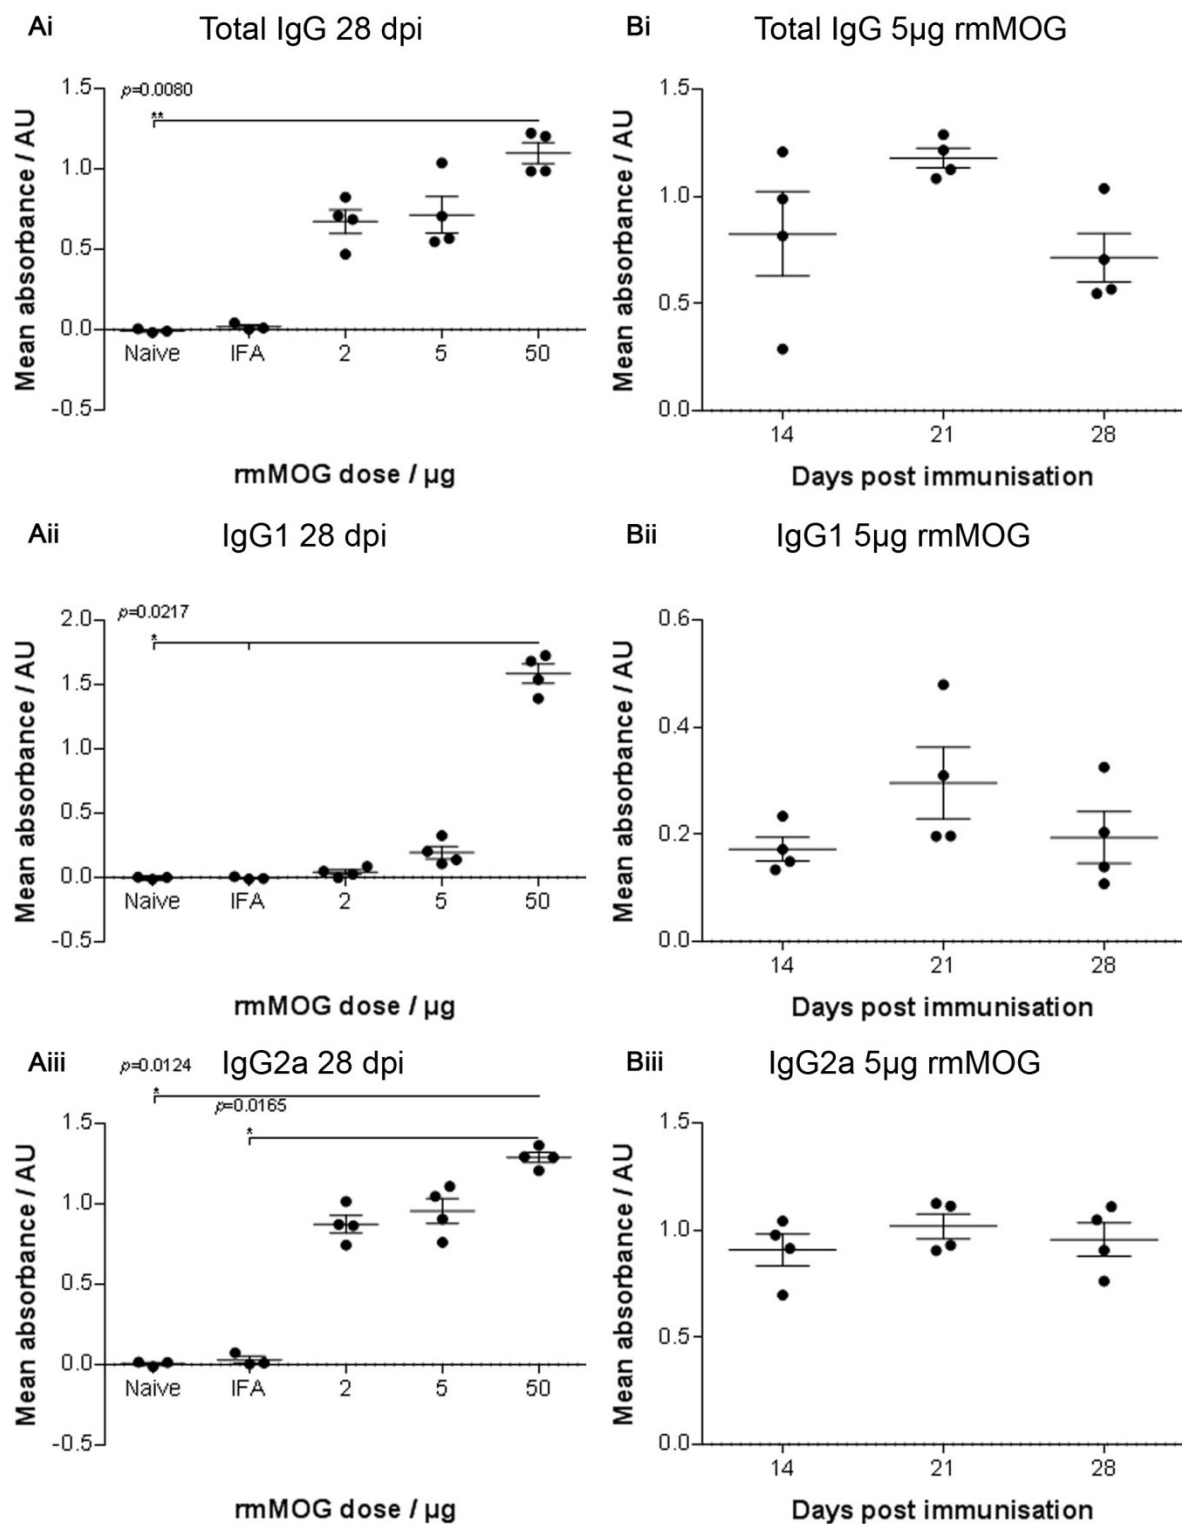 Ai Total IgG 28 dpi
p=0.0080
**
1.5
1.0
0.5
0.0
-0.5
Mean absorbance / AU
Naive IFA 2 5 50
rmMOG dose / µg
Bi Total IgG 5µg rmMOG
1.5
1.0
0.5
0.0
Mean absorbance / AU
14 21 28
Days post immunisation
Aii IgG1 28 dpi
p=0.0217
*
2.0
1.5
1.0
0.5
0.0
-0.5
Mean absorbance / AU
Naive IFA 2 5 50
rmMOG dose / µg
Bii IgG1 5µg rmMOG
0.6
0.4
0.2
0.0
Mean absorbance / AU
14 21 28
Days post immunisation
Aiii IgG2a 28 dpi
p=0.0124
*
p=0.0165
*
1.5
1.0
0.5
0.0
-0.5
Mean absorbance / AU
Naive IFA 2 5 50
rmMOG dose / µg
Biii IgG2a 5µg rmMOG
1.5
1.0
0.5
0.0
Mean absorbance / AU
14 21 28
Days post immunisation